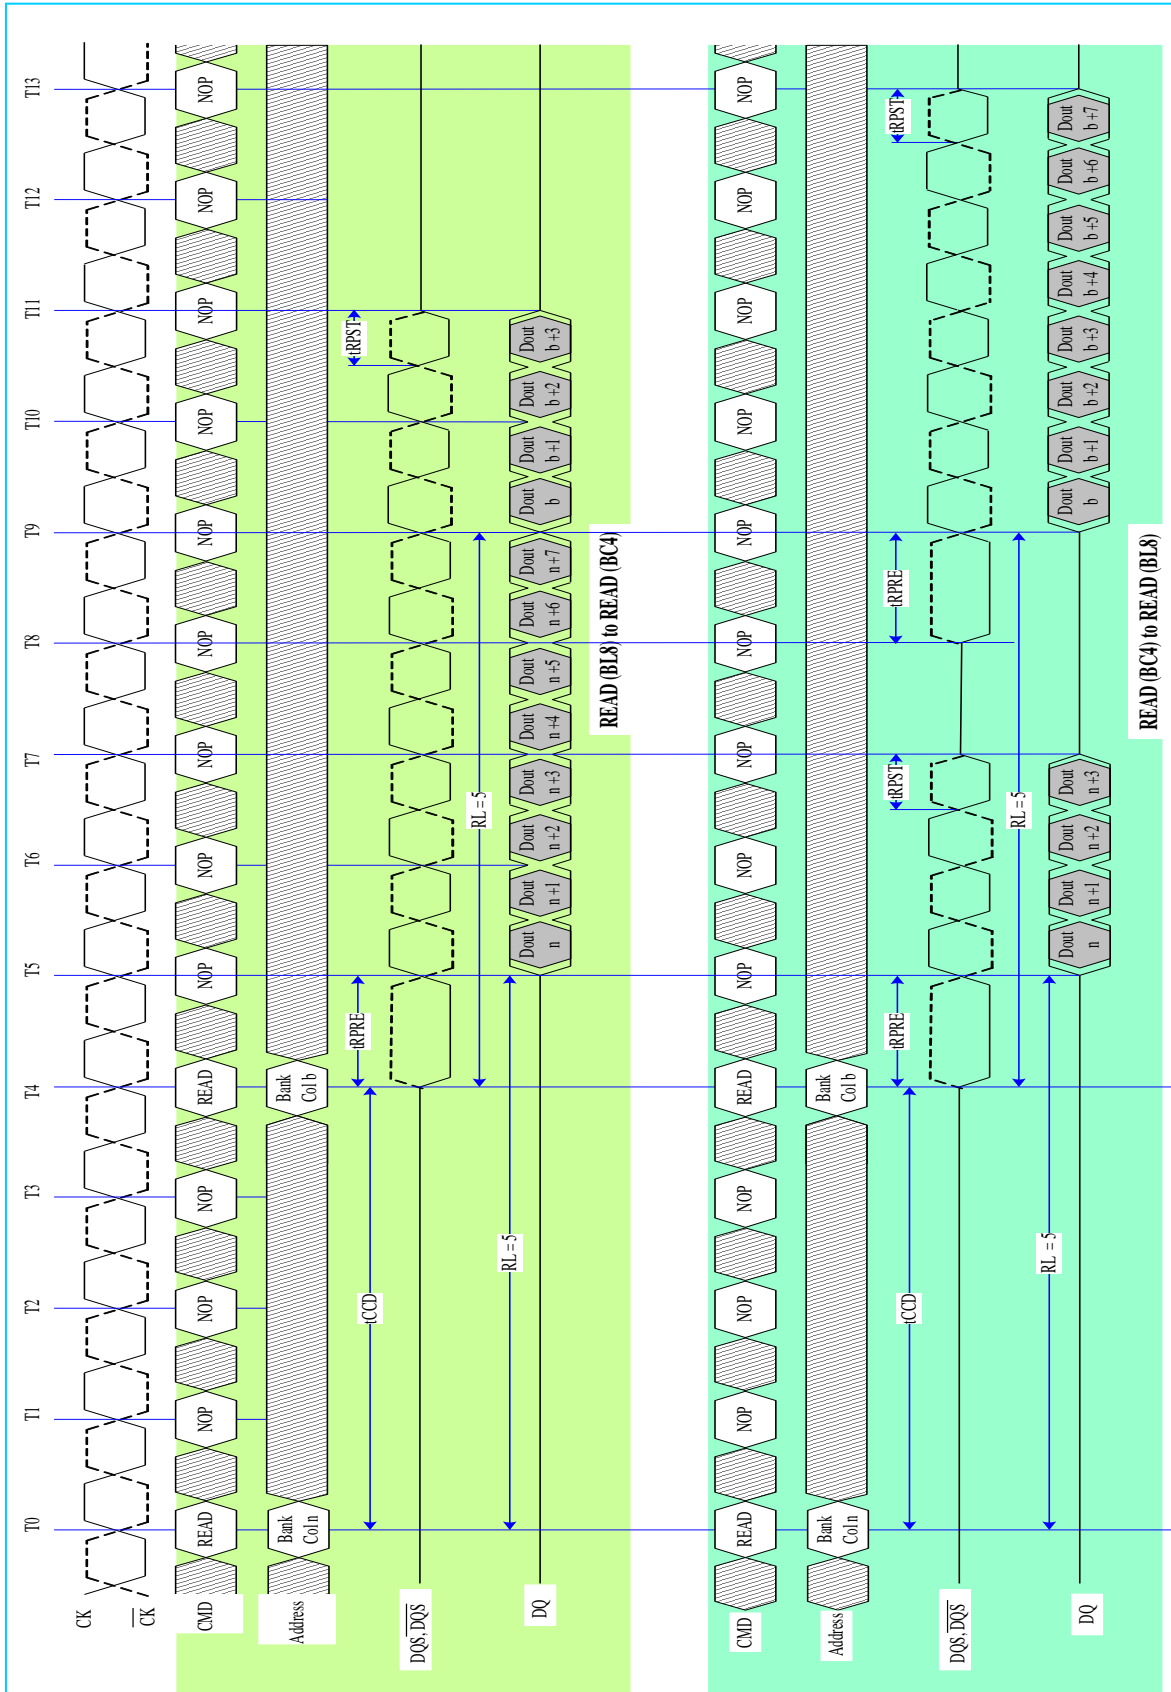 T0 T1 T2 T3 T4 T5 T6 T7 T8 T9 T10 T11 T12 T13
CK
CK
CMD READ NOP NOP NOP READ NOP NOP NOP NOP NOP NOP NOP NOP NOP
Address Bank Col n Bank Col b
tCCD tRPRE tRPST
DQS, DQS
RL = 5
RL = 5
DQ Dout n Dout n+1 Dout n+2 Dout n+3 Dout n+4 Dout n+5 Dout n+6 Dout n+7 Dout b Dout b+1 Dout b+2 Dout b+3
READ (BL8) to READ (BC4)
CMD READ NOP NOP NOP READ NOP NOP NOP NOP NOP NOP NOP NOP NOP
Address Bank Col n Bank Col b
tCCD tRPRE tRPST tRPRE tRPST
DQS, DQS
RL = 5
RL = 5
DQ Dout n Dout n+1 Dout n+2 Dout n+3 Dout b Dout b+1 Dout b+2 Dout b+3 Dout b+4 Dout b+5 Dout b+6 Dout b+7
READ (BC4) to READ (BL8)